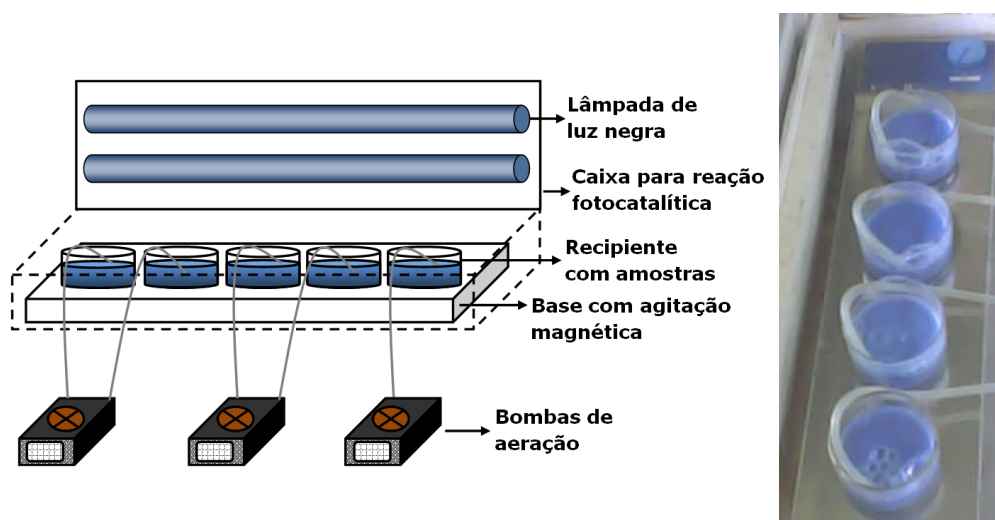 Lâmpada de
luz negra
Caixa para reação
fotocatalítica
Recipiente
com amostras
Base com agitação
magnética
Bombas de
aeração